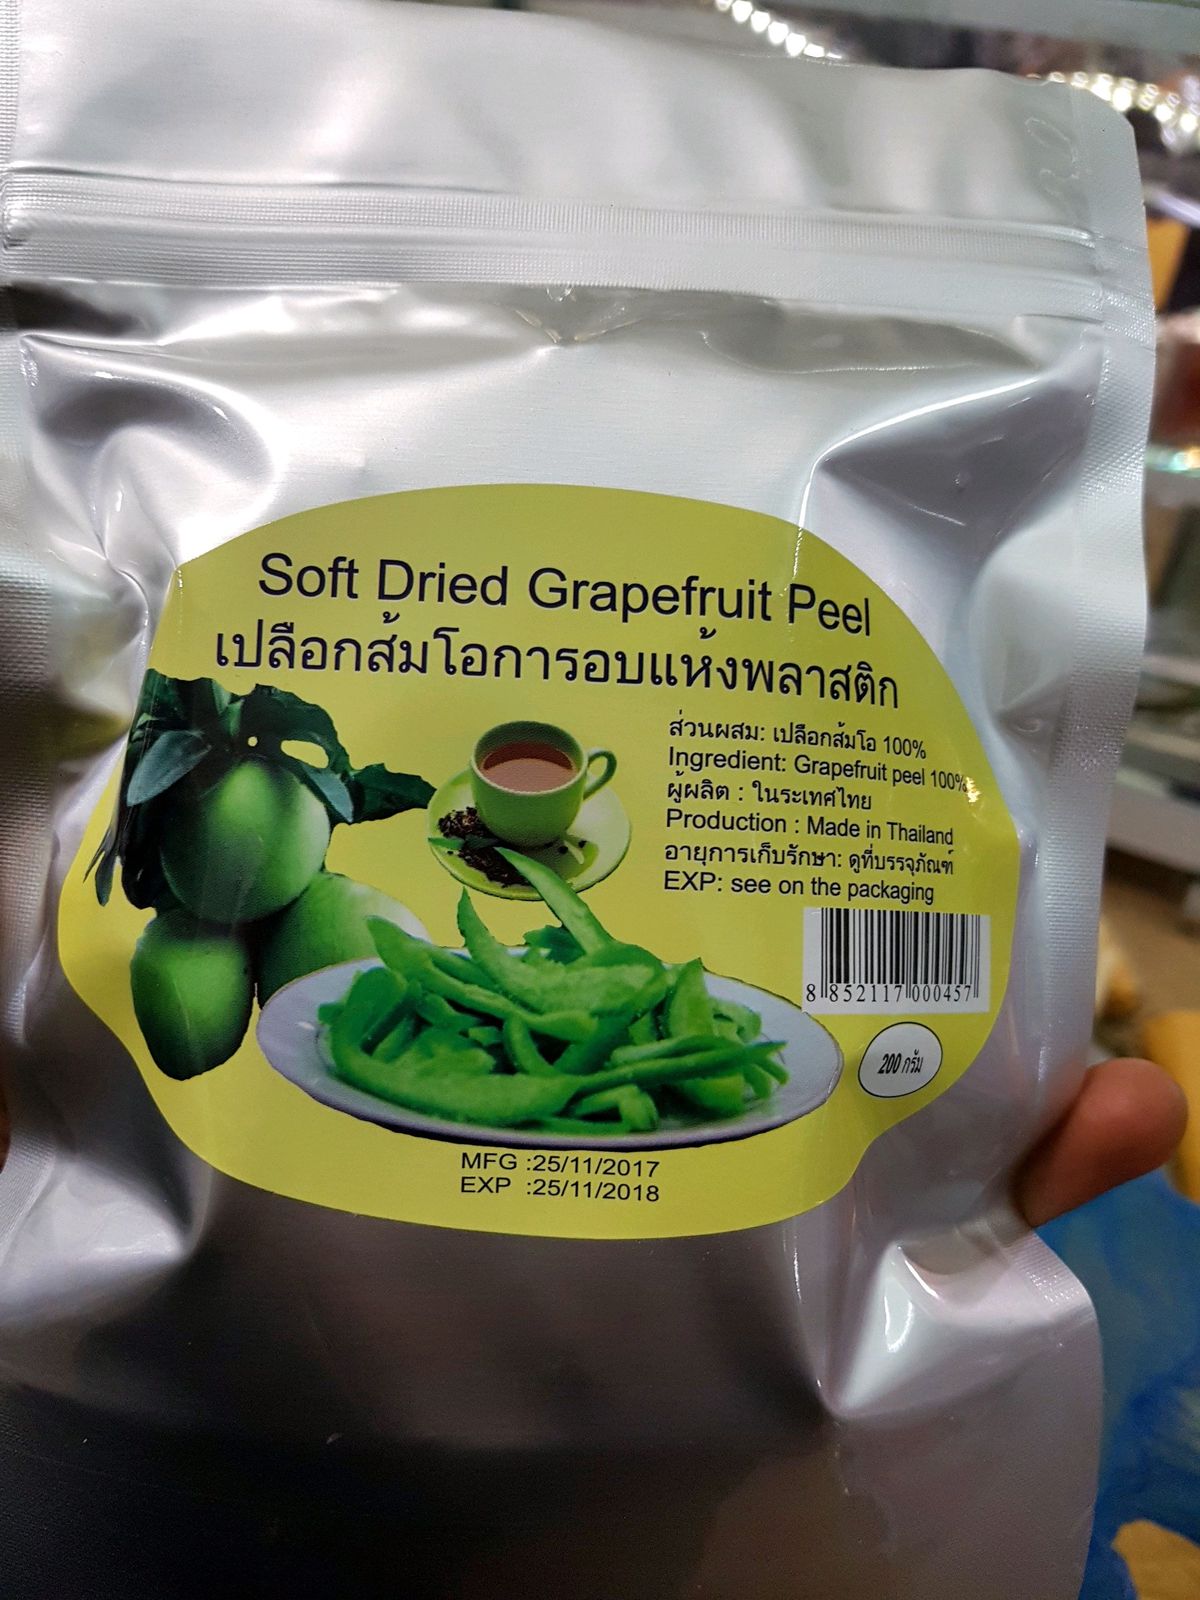 Soft Dried Grapefruit Peel
เปลือกส้มโอการอบแห้งพลาสติก
ส่วนผสม: เปลือกส้มโอ 100%
Ingredient: Grapefruit peel 100%
ผู้ผลิต : ในระเทศไทย
Production : Made in Thailand
อายุการเก็บรักษา: ดูที่บรรจุภัณฑ์
EXP: see on the packaging
8 852117 000457
200 กรัม
MFG :25/11/2017
EXP :25/11/2018